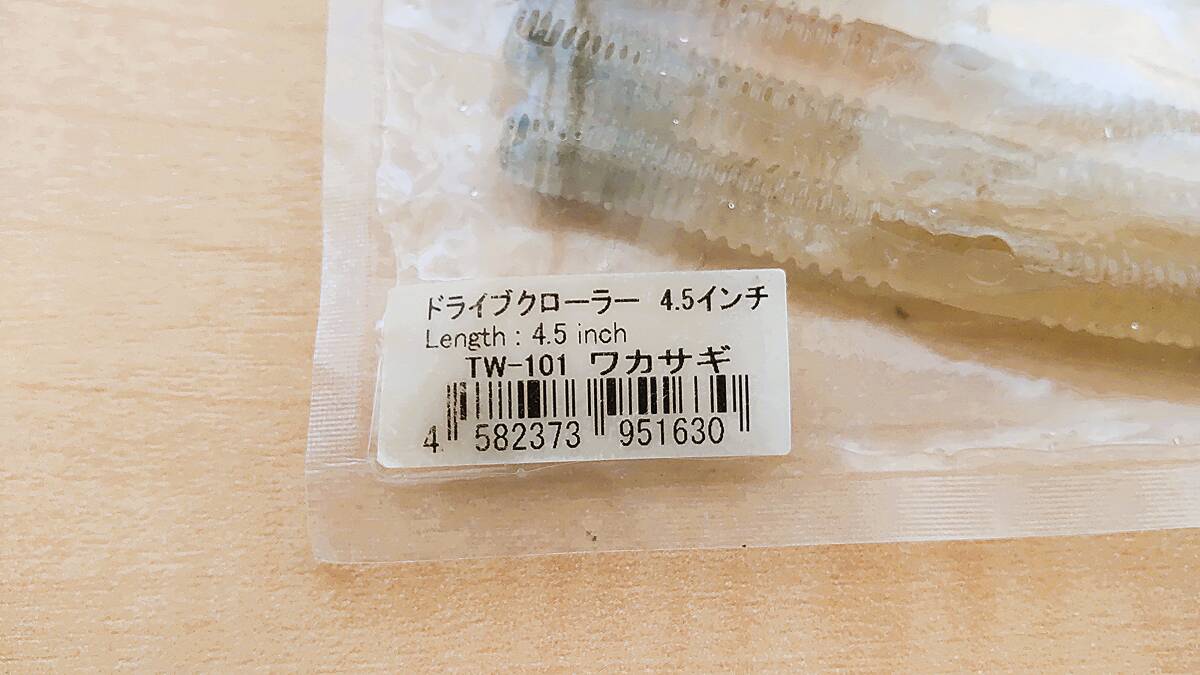 ドライブクローラー 4.5インチ
Length : 4.5 inch
TW-101 ワカサギ
4 582373 951630